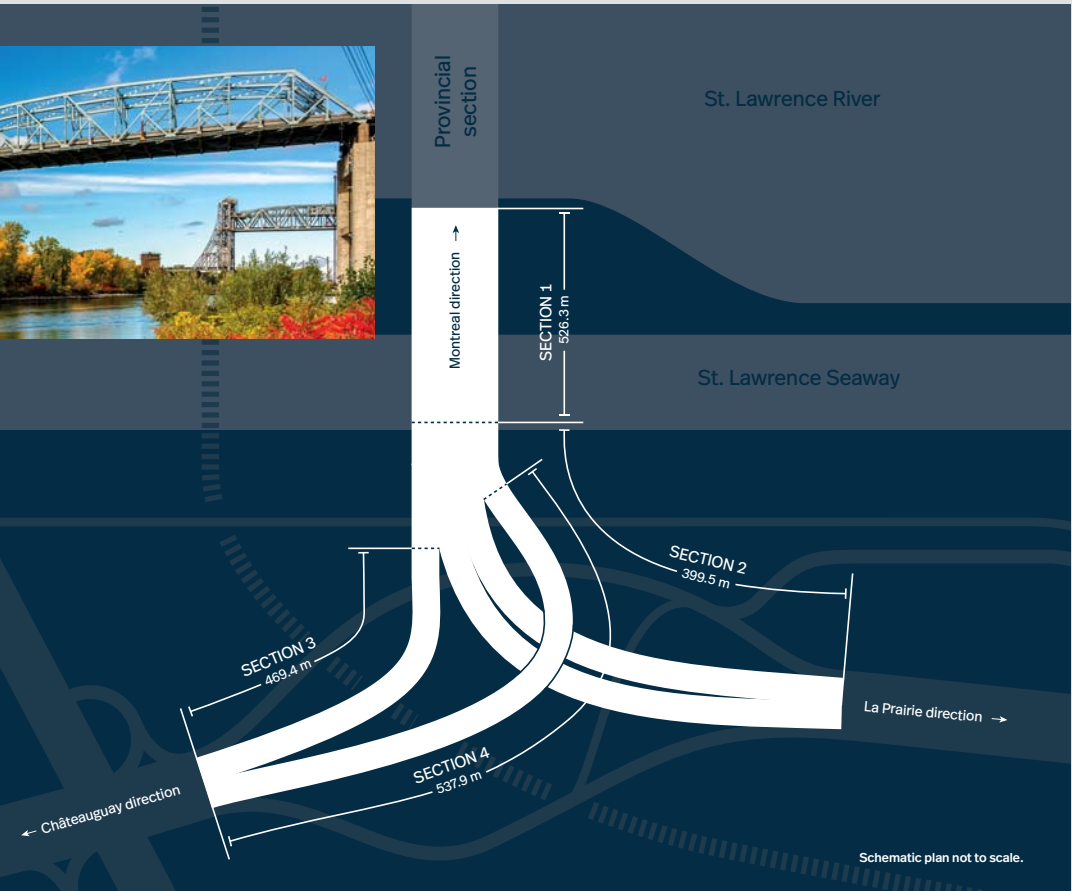 Provincial
section
St. Lawrence River
Montreal direction →
SECTION 1
526.3 m
St. Lawrence Seaway
SECTION 2
399.5 m
SECTION 3
469.4 m
La Prairie direction →
SECTION 4
537.9 m
← Châteauguay direction
Schematic plan not to scale.